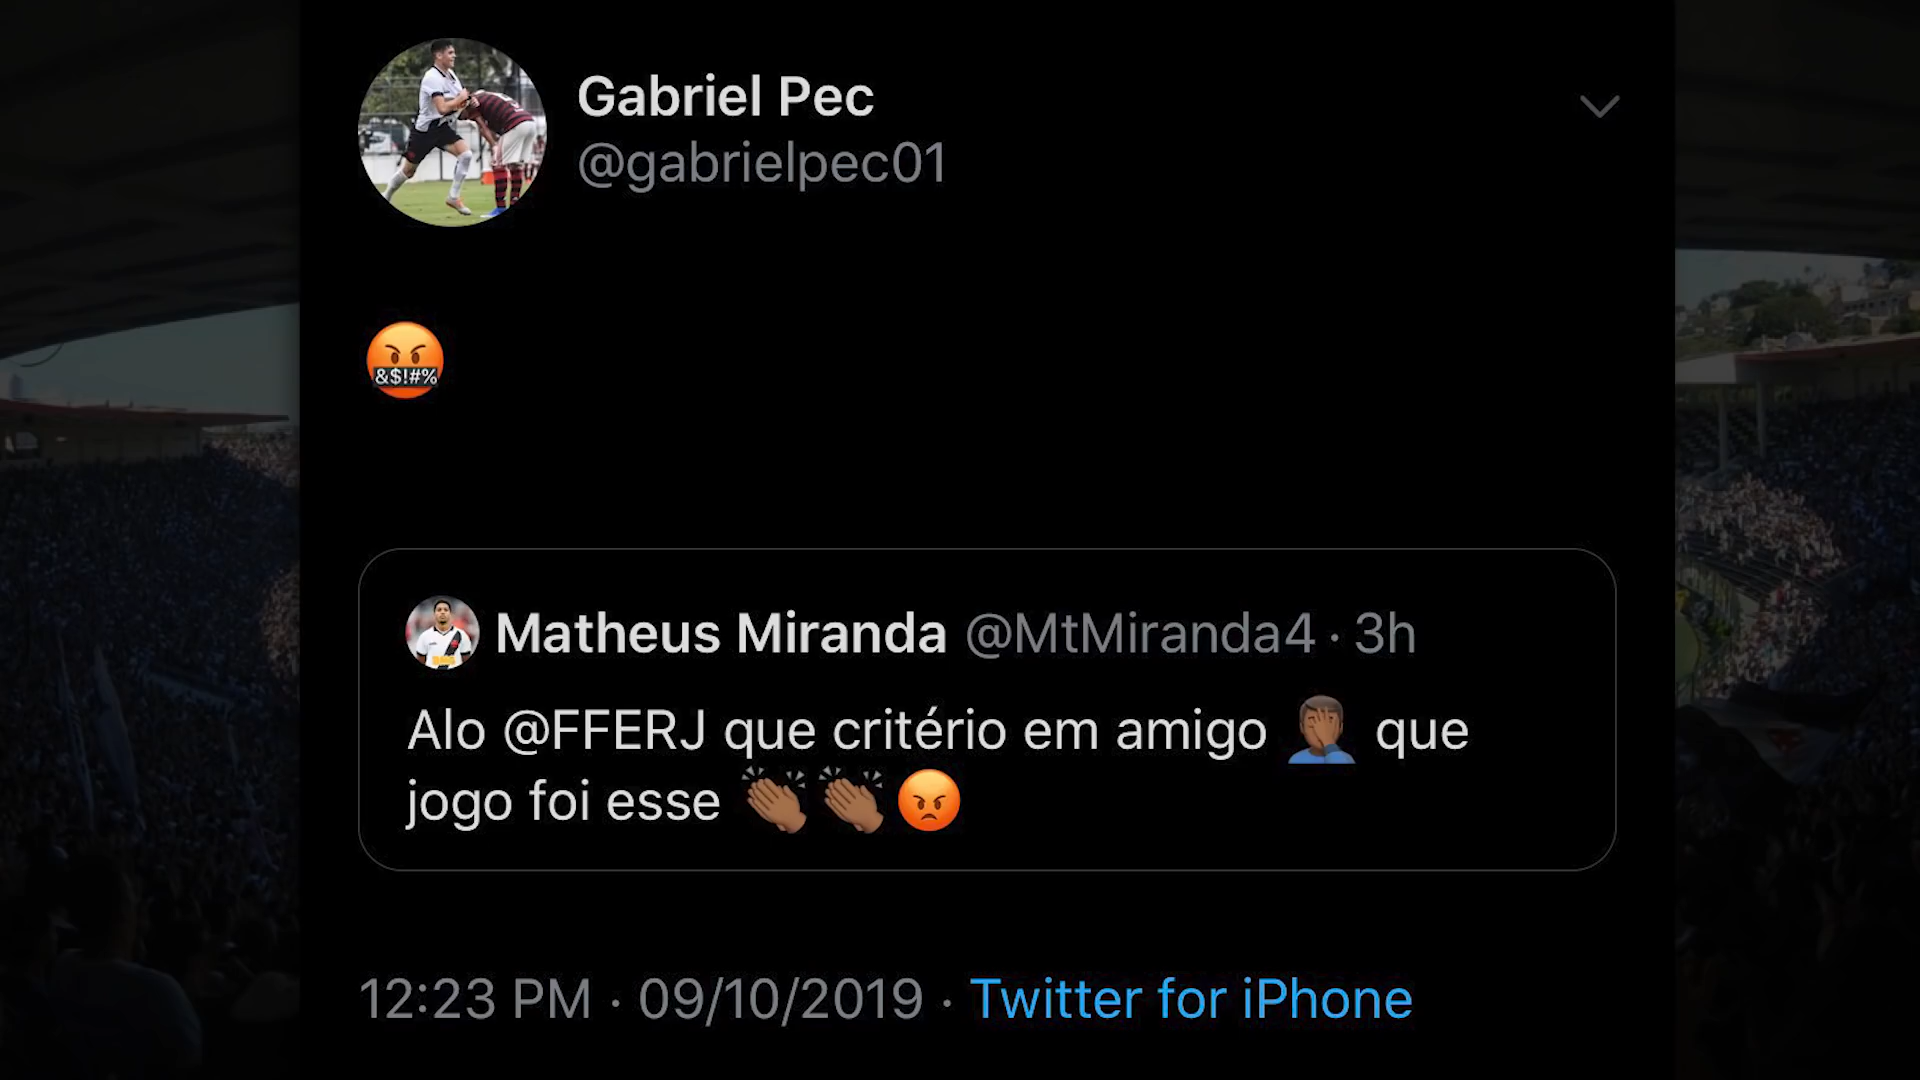 Gabriel Pec
@gabrielpec01
&$!#%
Matheus Miranda @MtMiranda4 · 3h
Alo @FFERJ que critério em amigo 🤦🏾‍♂️ que
jogo foi esse 👏🏾👏🏾😡
12:23 PM · 09/10/2019 · Twitter for iPhone